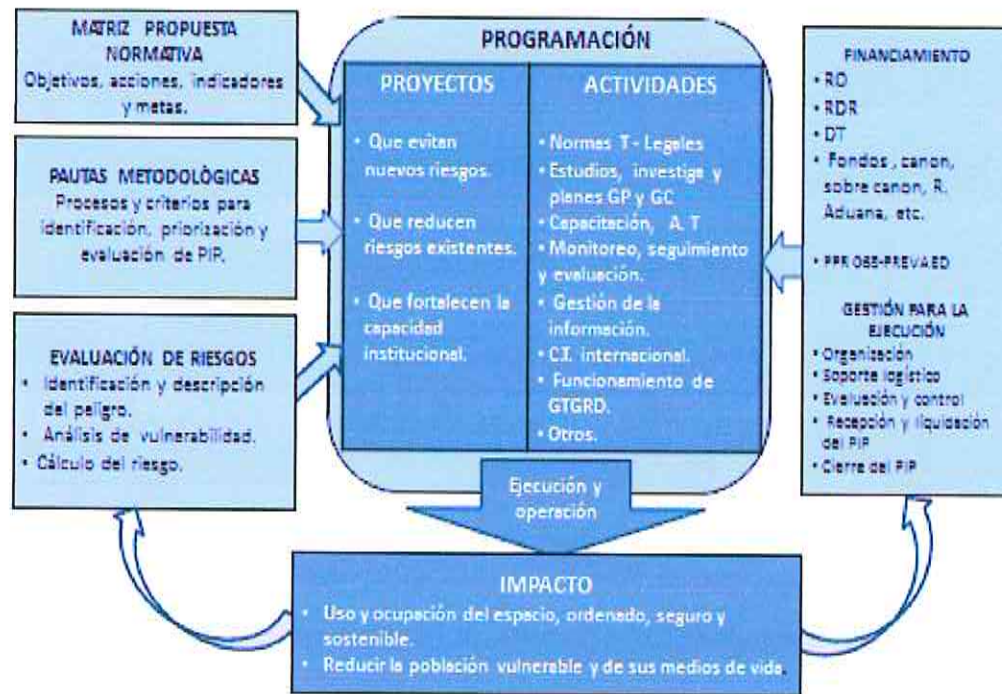 MATRIZ PROPUESTA
NORMATIVA
Objetivos, acciones, indicadores
y metas.
PAUTAS METODOLÒGICAS
Procesos y criterios para
identificación, priorización y
evaluación de PIP.
EVALUACIÓN DE RIESGOS
• Identificación y descripción
del peligro.
• Análisis de vulnerabilidad.
• Cálculo del riesgo.
PROGRAMACIÓN
PROYECTOS
• Que evitan
nuevos riesgos.
• Que reducen
riesgos existentes.
• Que fortalecen la
capacidad
institucional.
ACTIVIDADES
• Normas T - Legales
• Estudios, investiga y
planes GP y GC
• Capacitación, A. T
• Monitoreo, seguimiento
y evaluación.
• Gestión de la
información.
• C.I. internacional.
• Funcionamiento de
GTGRD.
• Otros.
FINANCIAMIENTO
• RO
• RDR
• DT
• Fondos, canon,
sobre canon, R.
Aduana, etc.
• PPR 068-PREVAED
GESTIÓN PARA LA
EJECUCIÓN
• Organización
• Soporte logístico
• Evaluación y control
• Recepción y liquidación
del PIP
• Cierre del PIP
Ejecución y
operación
IMPACTO
• Uso y ocupación del espacio, ordenado, seguro y
sostenible.
• Reducir la población vulnerable y de sus medios de vida.